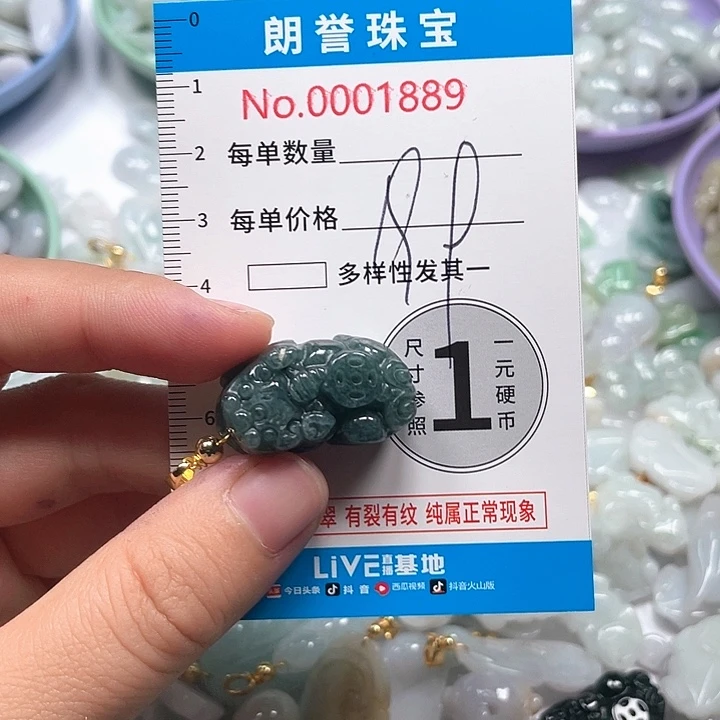 朗誉珠宝
0
1
No.0001889
2
每单数量
3
每单价格
4
多样性发其一
尺寸参照
1
一元硬币
6
翠 有裂有纹 纯属正常现象
LiVE直播基地
今日头条 抖音 西瓜视频 抖音火山版